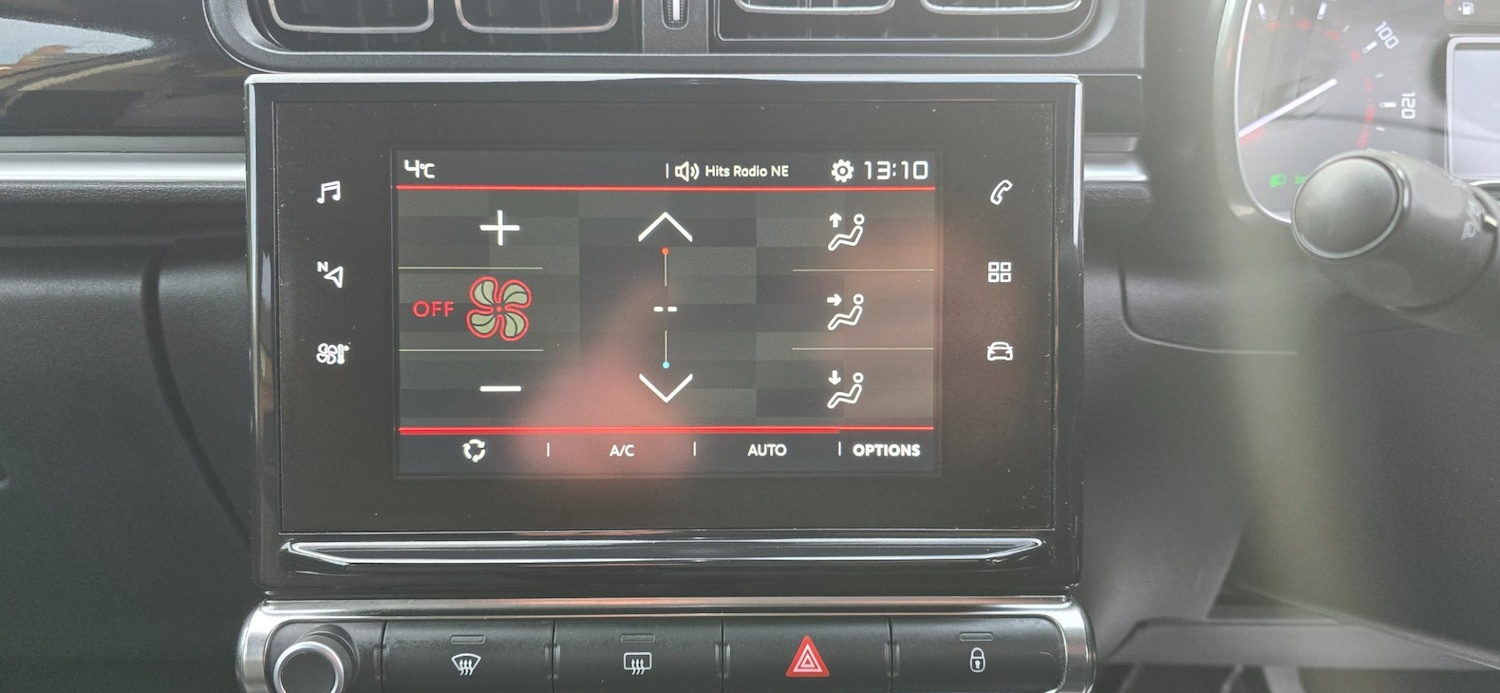 100
120
4°C
Hits Radio NE
13:10
N
OFF
--
A/C
AUTO
OPTIONS